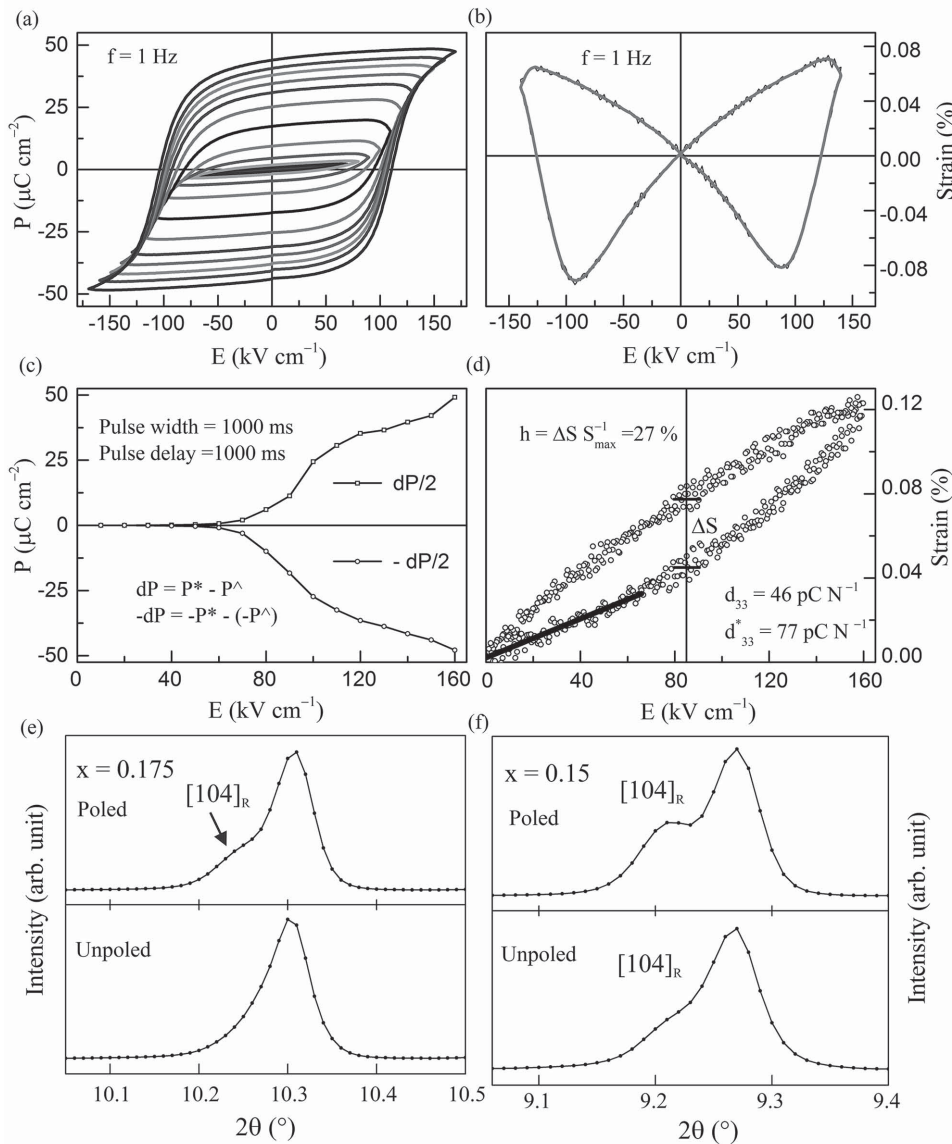 (a)
50
25
0
-25
-50
P (µC cm⁻²)
f = 1 Hz
-150 -100 -50 0 50 100 150
E (kV cm⁻¹)
(b)
f = 1 Hz
0.08
0.04
0.00
-0.04
-0.08
Strain (%)
-150 -100 -50 0 50 100 150
E (kV cm⁻¹)
(c)
50
25
0
-25
-50
P (µC cm⁻²)
Pulse width = 1000 ms
Pulse delay =1000 ms
dP/2
- dP/2
dP = P* - P^
-dP = -P* - (-P^)
0 40 80 120 160
E (kV cm⁻¹)
(d)
h = ΔS S⁻¹max =27 %
ΔS
d33 = 46 pC N⁻¹
d*33 = 77 pC N⁻¹
0.12
0.08
0.04
0.00
Strain (%)
0 40 80 120 160
E (kV cm⁻¹)
(e)
x = 0.175
Poled
[104]R
Unpoled
Intensity (arb. unit)
10.1 10.2 10.3 10.4 10.5
2θ (°)
(f)
x = 0.15
Poled
[104]R
Unpoled
[104]R
Intensity (arb. unit)
9.1 9.2 9.3 9.4
2θ (°)